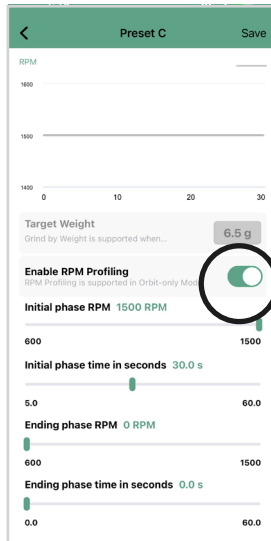 Preset C Save
RPM
1600
1500
1400
0 10 20 30
Target Weight
Grind by Weight is supported when...
6.5 g
Enable RPM Profiling
RPM Profiling is supported in Orbit-only
Initial phase RPM 1500 RPM
600 1500
Initial phase time in seconds 30.0 s
5.0 60.0
Ending phase RPM 0 RPM
600 1500
Ending phase time in seconds 0.0 s
0.0 60.0